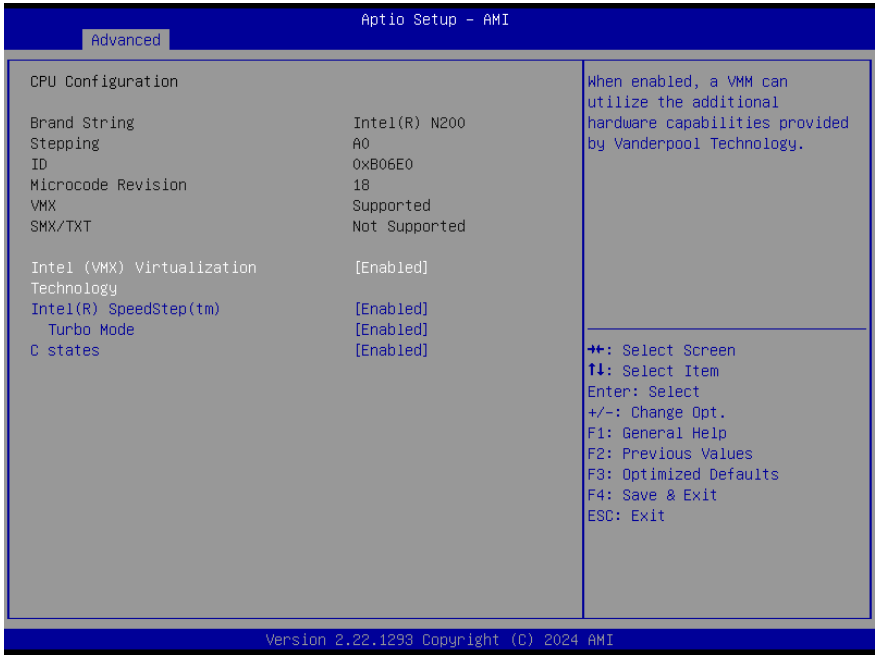 Aptio Setup – AMI
Advanced
CPU Configuration
Brand String Intel(R) N200
Stepping A0
ID 0xB06E0
Microcode Revision 18
VMX Supported
SMX/TXT Not Supported
Intel (VMX) Virtualization [Enabled]
Technology
Intel(R) SpeedStep(tm) [Enabled]
Turbo Mode [Enabled]
C states [Enabled]
When enabled, a VMM can
utilize the additional
hardware capabilities provided
by Vanderpool Technology.
→←: Select Screen
↑↓: Select Item
Enter: Select
+/-: Change Opt.
F1: General Help
F2: Previous Values
F3: Optimized Defaults
F4: Save & Exit
ESC: Exit
Version 2.22.1293 Copyright (C) 2024 AMI